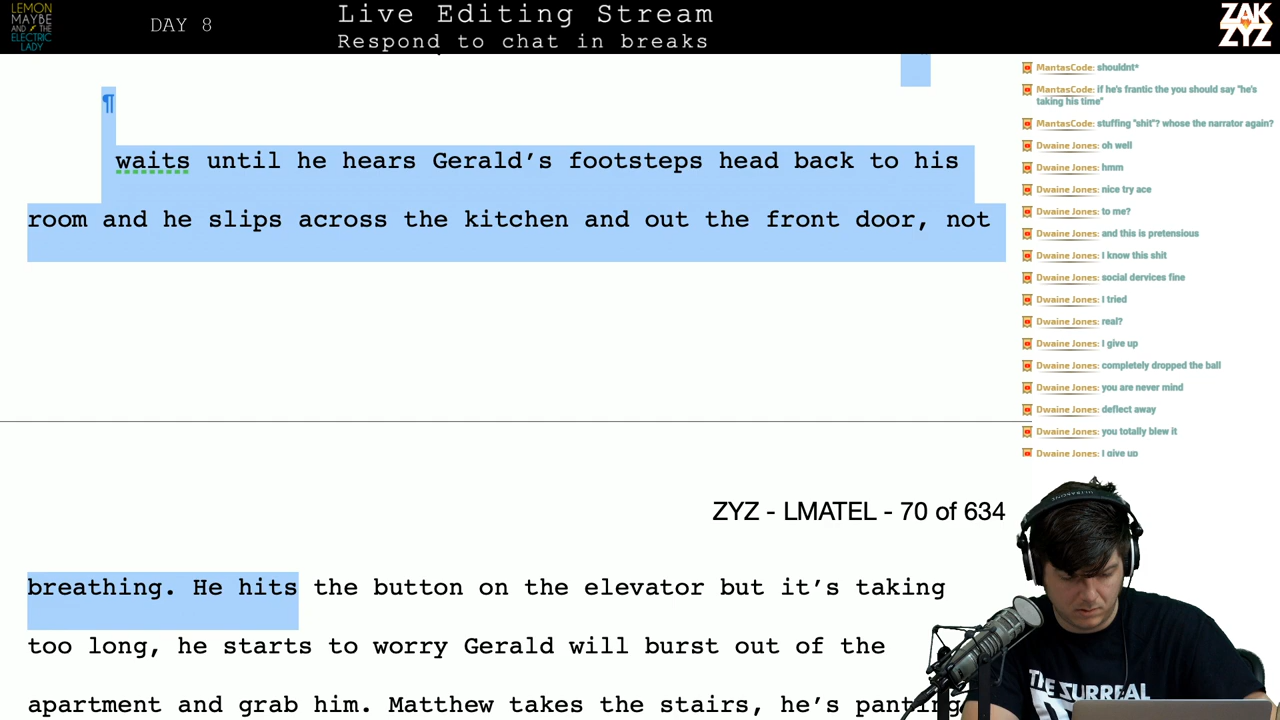 LEMON
MAYBE
AND THE
ELECTRIC
LADY
DAY 8
Live Editing Stream
Respond to chat in breaks
ZAK
ZYZ
¶
waits until he hears Gerald’s footsteps head back to his
room and he slips across the kitchen and out the front door, not
ZYZ - LMATEL - 70 of 634
breathing. He hits the button on the elevator but it’s taking
too long, he starts to worry Gerald will burst out of the
apartment and grab him. Matthew takes the stairs, he’s panting
MantasCode: shouldnt*
MantasCode: if he's frantic the you should say "he's
taking his time"
MantasCode: stuffing "shit"? whose the narrator again?
Dwaine Jones: oh well
Dwaine Jones: hmm
Dwaine Jones: nice try ace
Dwaine Jones: to me?
Dwaine Jones: and this is pretensious
Dwaine Jones: I know this shit
Dwaine Jones: social dervices fine
Dwaine Jones: I tried
Dwaine Jones: real?
Dwaine Jones: I give up
Dwaine Jones: completely dropped the ball
Dwaine Jones: you are never mind
Dwaine Jones: deflect away
Dwaine Jones: you totally blew it
Dwaine Jones: I give up
ULTRASONE
THE SURREAL